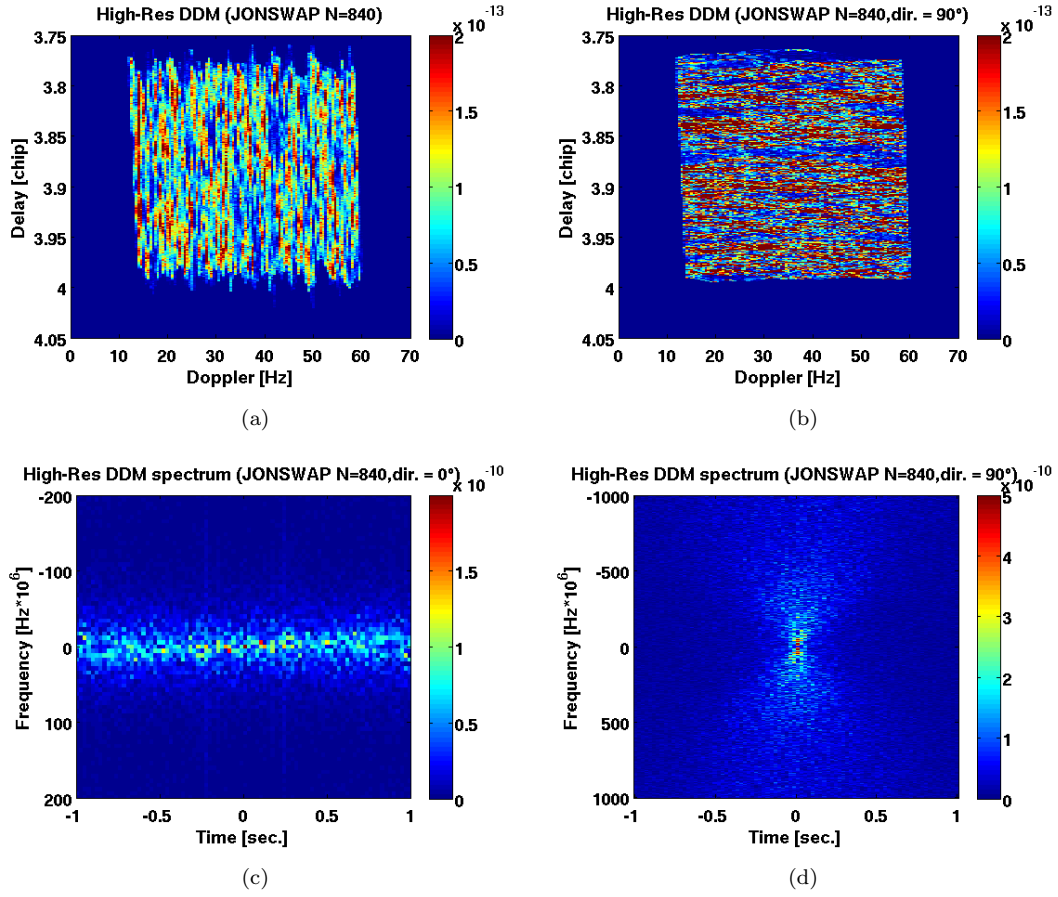 High-Res DDM (JONSWAP N=840)
x 10^-13
3.75
3.8
3.85
3.9
3.95
4
4.05
Delay [chip]
0 10 20 30 40 50 60 70
Doppler [Hz]
2
1.5
1
0.5
0
(a)
High-Res DDM (JONSWAP N=840,dir. = 90°)
x 10^-13
3.75
3.8
3.85
3.9
3.95
4
4.05
Delay [chip]
0 10 20 30 40 50 60 70
Doppler [Hz]
2
1.5
1
0.5
0
(b)
High-Res DDM spectrum (JONSWAP N=840,dir. = 0°)
x 10^-10
-200
-100
0
100
200
Frequency [Hz*10^6]
-1 -0.5 0 0.5 1
Time [sec.]
2
1.5
1
0.5
0
(c)
High-Res DDM spectrum (JONSWAP N=840,dir. = 90°)
x 10^-10
-1000
-500
0
500
1000
Frequency [Hz*10^6]
-1 -0.5 0 0.5 1
Time [sec.]
5
4
3
2
1
0
(d)